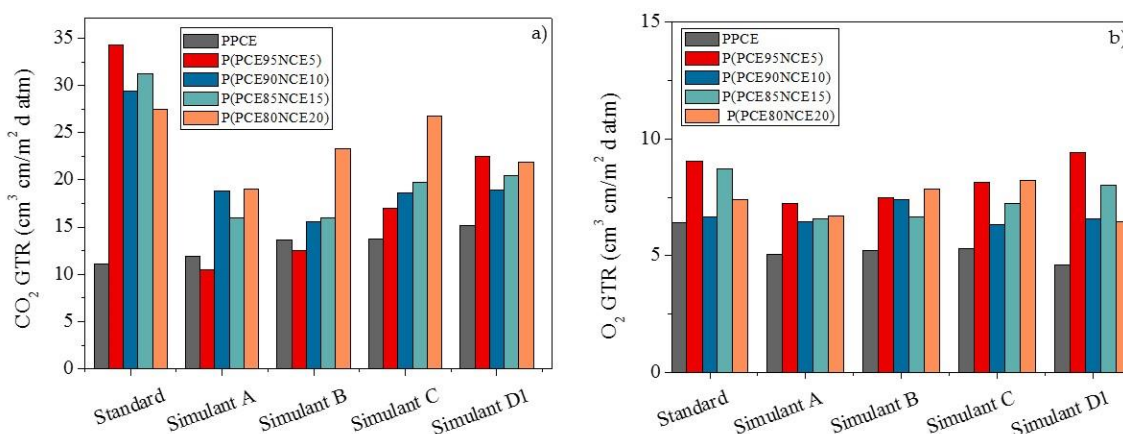 a)
CO₂ GTR (cm³ cm/m² d atm)
35
30
25
20
15
10
5
0
PPCE
P(PCE95NCE5)
P(PCE90NCE10)
P(PCE85NCE15)
P(PCE80NCE20)
Standard
Simulant A
Simulant B
Simulant C
Simulant D1
b)
O₂ GTR (cm³ cm/m² d atm)
15
10
5
0
PPCE
P(PCE95NCE5)
P(PCE90NCE10)
P(PCE85NCE15)
P(PCE80NCE20)
Standard
Simulant A
Simulant B
Simulant C
Simulant D1